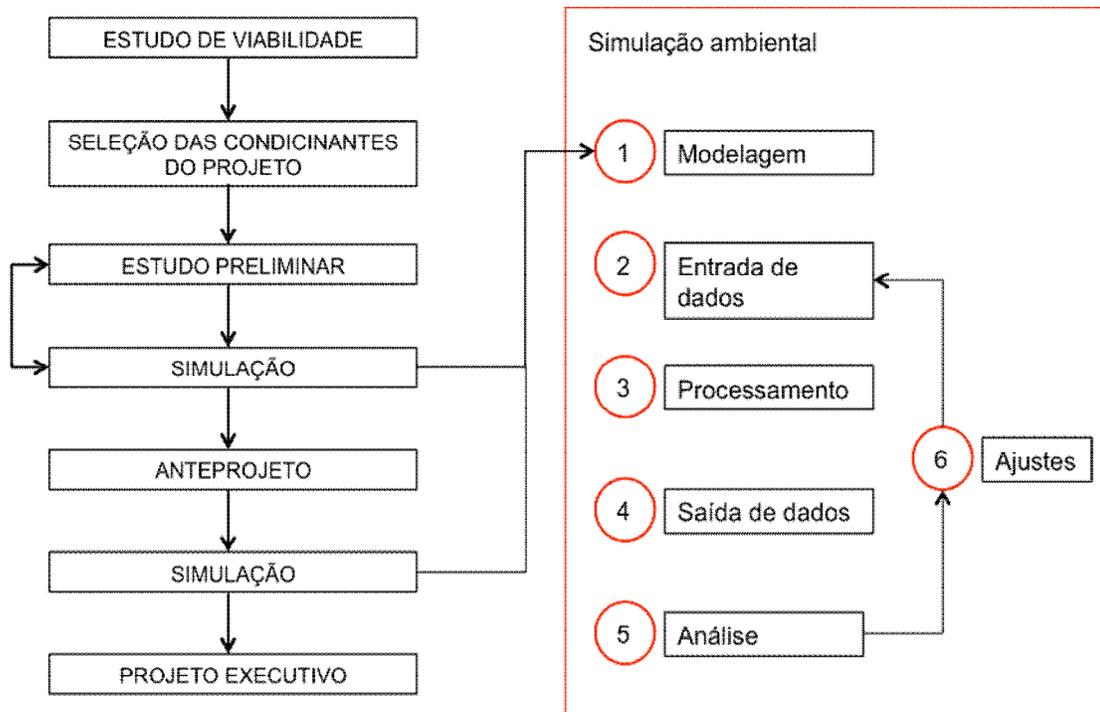 ESTUDO DE VIABILIDADE
SELEÇÃO DAS CONDICINANTES
DO PROJETO
ESTUDO PRELIMINAR
SIMULAÇÃO
ANTEPROJETO
SIMULAÇÃO
PROJETO EXECUTIVO
Simulação ambiental
1 Modelagem
2 Entrada de
dados
3 Processamento
4 Saída de dados
5 Análise
6 Ajustes